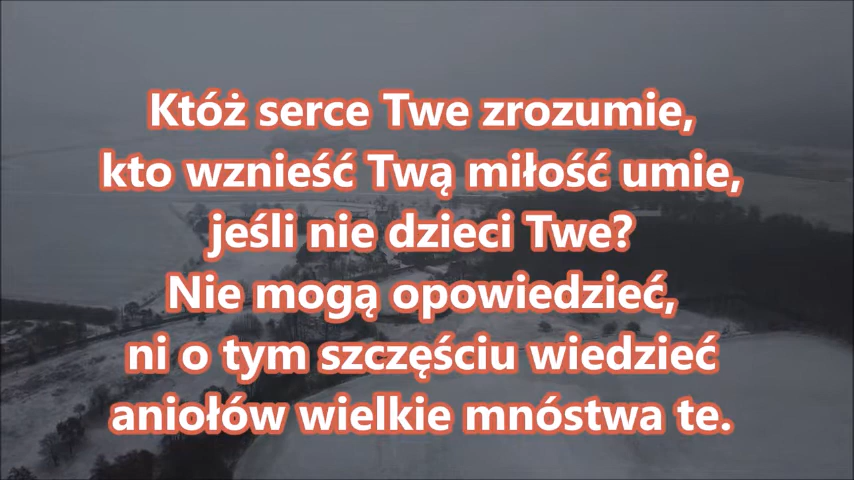 Któż serce Twe zrozumie,
kto wznieść Twą miłość umie,
jeśli nie dzieci Twe?
Nie mogą opowiedzieć,
ni o tym szczęściu wiedzieć
aniołów wielkie mnóstwa te.